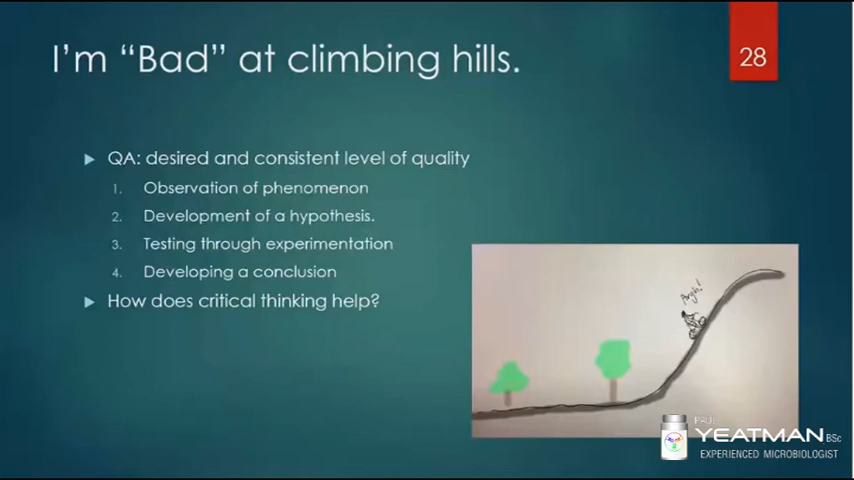 I'm "Bad" at climbing hills.
28
QA: desired and consistent level of quality
1. Observation of phenomenon
2. Development of a hypothesis.
3. Testing through experimentation
4. Developing a conclusion
How does critical thinking help?
Argh!
PAUL
YEATMAN BSc
EXPERIENCED MICROBIOLOGIST